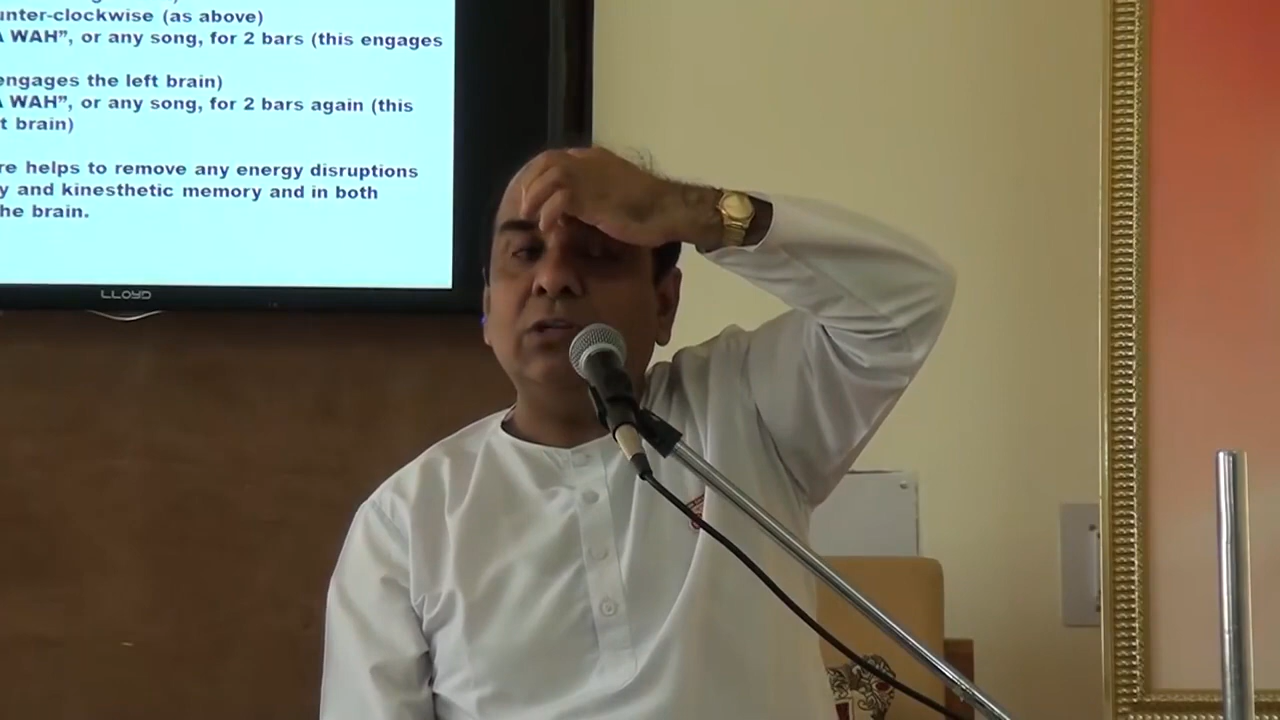 unter-clockwise (as above)
WAH”, or any song, for 2 bars (this engages
engages the left brain)
WAH”, or any song, for 2 bars again (this
t brain)
re helps to remove any energy disruptions
y and kinesthetic memory and in both
he brain.
LLOYD